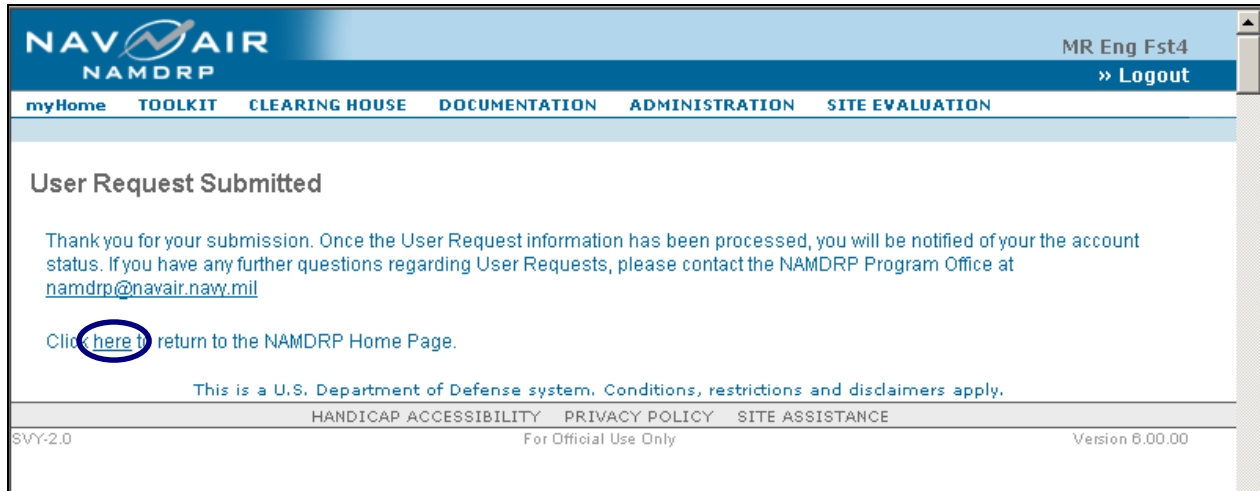 NAVAIR
NAMDRP
MR Eng Fst4
» Logout
myHome TOOLKIT CLEARING HOUSE DOCUMENTATION ADMINISTRATION SITE EVALUATION
User Request Submitted
Thank you for your submission. Once the User Request information has been processed, you will be notified of your the account
status. If you have any further questions regarding User Requests, please contact the NAMDRP Program Office at
namdrp@navair.navy.mil
Click here to return to the NAMDRP Home Page.
This is a U.S. Department of Defense system. Conditions, restrictions and disclaimers apply.
HANDICAP ACCESSIBILITY PRIVACY POLICY SITE ASSISTANCE
SVY-2.0 For Official Use Only Version 6.00.00